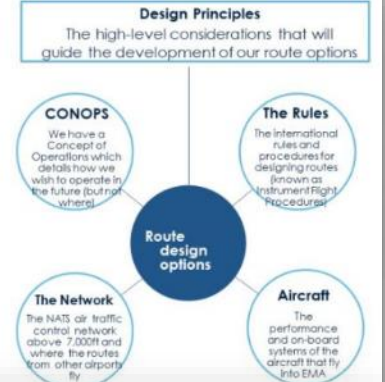 Design Principles
The high-level considerations that will
guide the development of our route options
CONOPS
We have a
Concept of
Operations which
details how we
wish to operate in
the future (but not
where)
The Rules
The international
rules and
procedures for
designing routes
(known as
Instrument Flight
Procedures)
Route
design
options
The Network
The NATS air traffic
control network
above 7,000ft and
where the routes
from other airports
fly
Aircraft
The
performance
and on-board
systems of the
aircraft that fly
into EMA